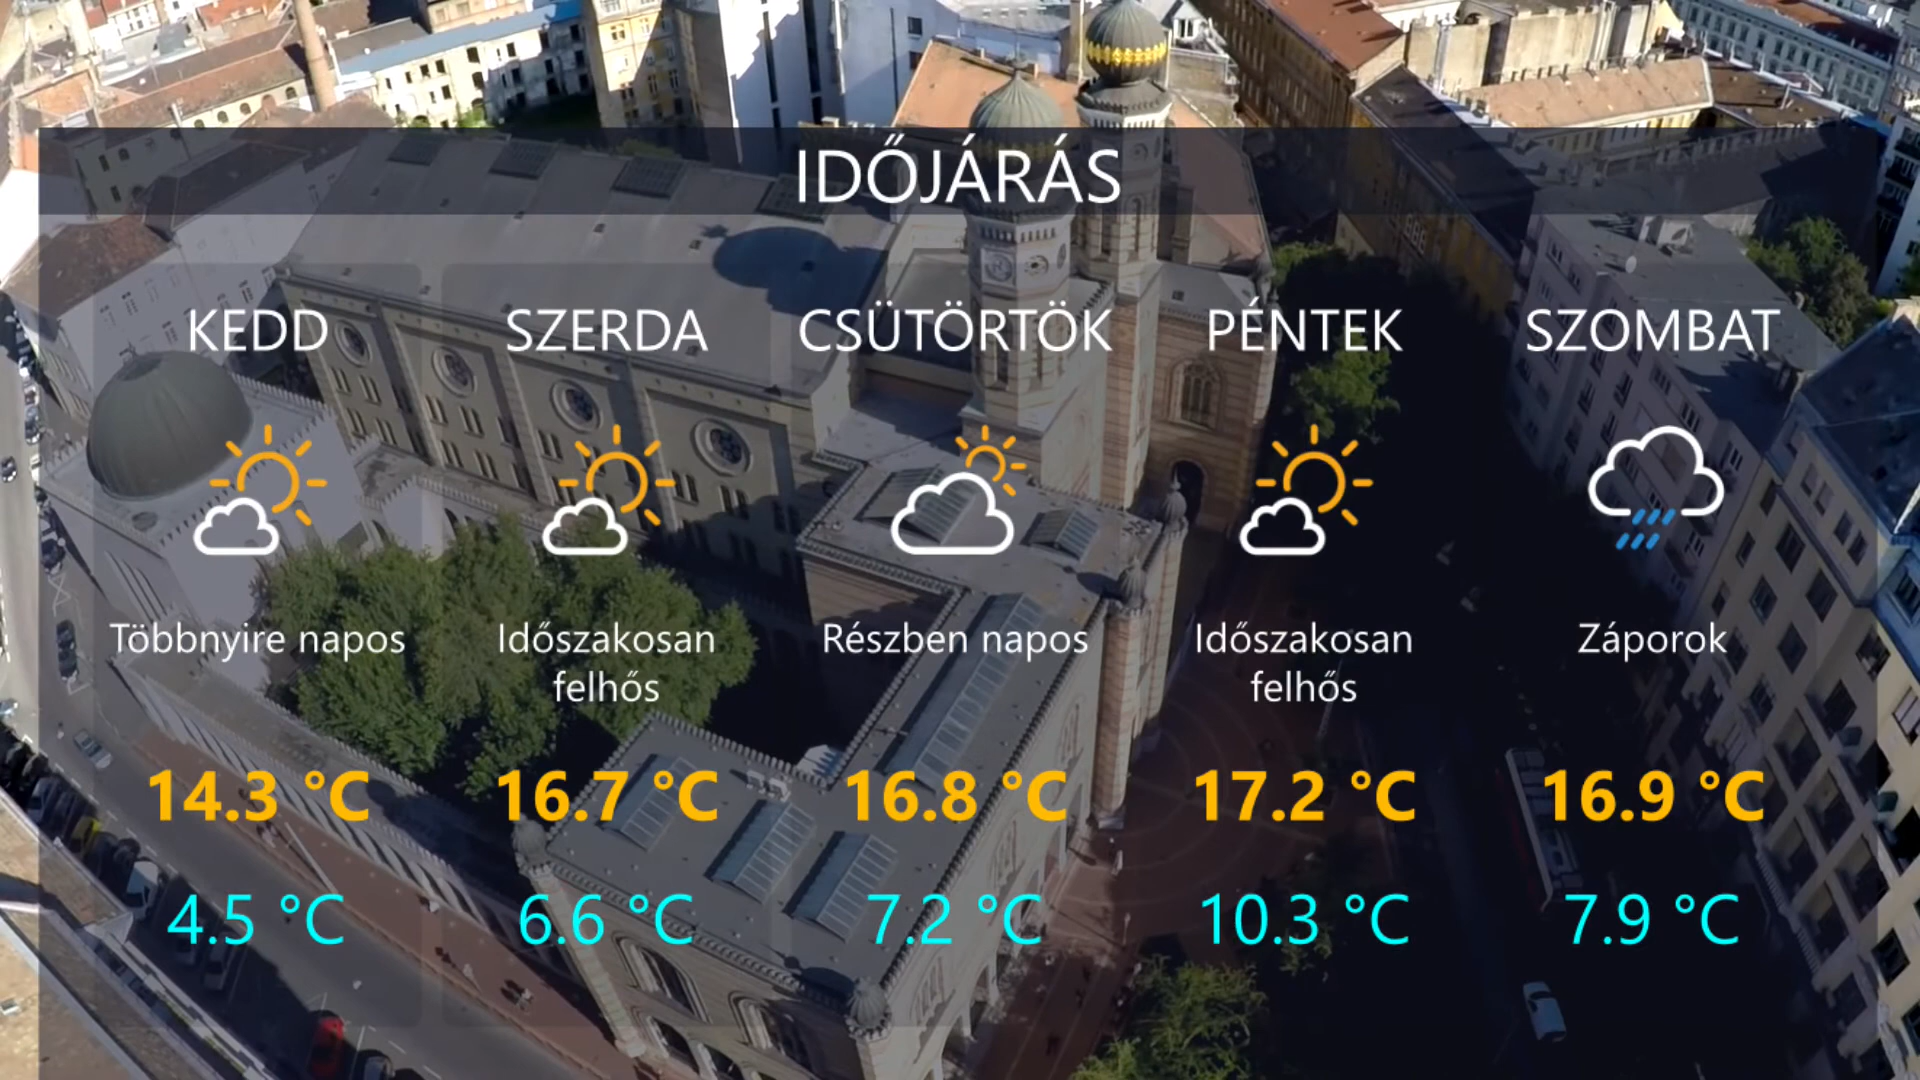 IDŐJÁRÁS
KEDD
SZERDA
CSÜTÖRTÖK
PÉNTEK
SZOMBAT
Többnyire napos
Időszakosan
felhős
Részben napos
Időszakosan
felhős
Záporok
14.3 °C
16.7 °C
16.8 °C
17.2 °C
16.9 °C
4.5 °C
6.6 °C
7.2 °C
10.3 °C
7.9 °C